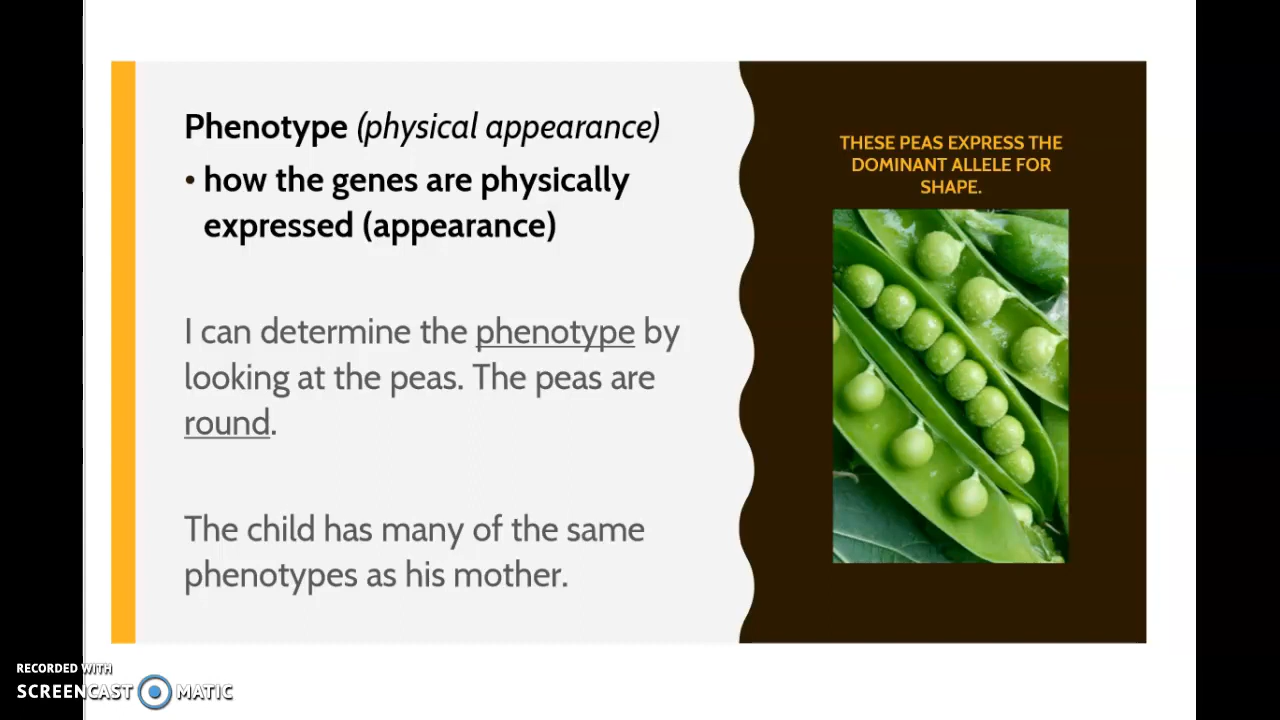 Phenotype (physical appearance)
• how the genes are physically
expressed (appearance)
I can determine the phenotype by
looking at the peas. The peas are
round.
The child has many of the same
phenotypes as his mother.
THESE PEAS EXPRESS THE
DOMINANT ALLELE FOR
SHAPE.
RECORDED WITH
SCREENCAST MATIC